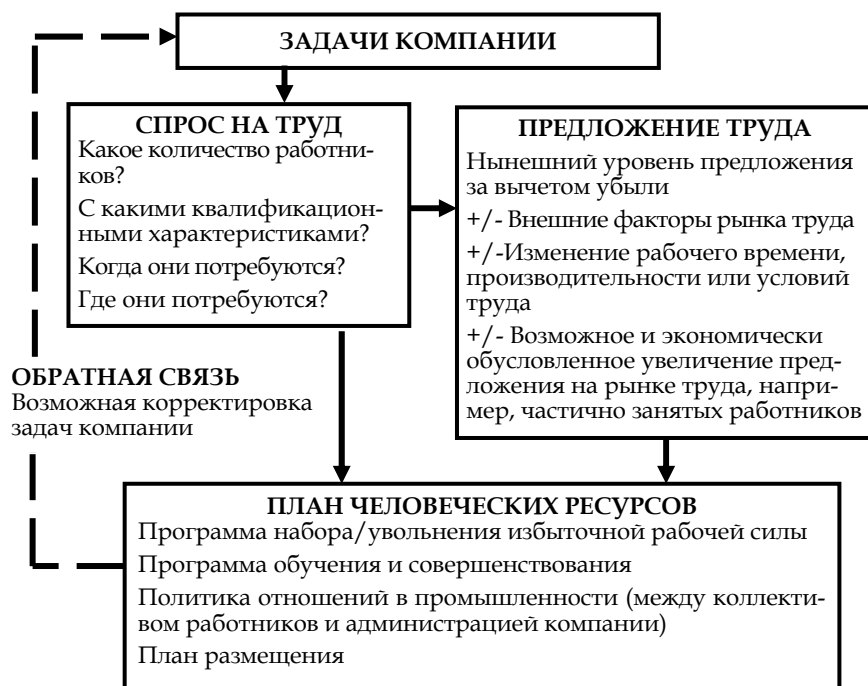 ЗАДАЧИ КОМПАНИИ
СПРОС НА ТРУД
Какое количество работни-
ков?
С какими квалификацион-
ными характеристиками?
Когда они потребуются?
Где они потребуются?
ПРЕДЛОЖЕНИЕ ТРУДА
Нынешний уровень предложения
за вычетом убыли
+/- Внешние факторы рынка труда
+/-Изменение рабочего времени,
производительности или условий
труда
+/- Возможное и экономически
обусловленное увеличение пред-
ложения на рынке труда, напри-
мер, частично занятых работников
ОБРАТНАЯ СВЯЗЬ
Возможная корректировка
задач компании
ПЛАН ЧЕЛОВЕЧЕСКИХ РЕСУРСОВ
Программа набора/увольнения избыточной рабочей силы
Программа обучения и совершенствования
Политика отношений в промышленности (между коллекти-
вом работников и администрацией компании)
План размещения